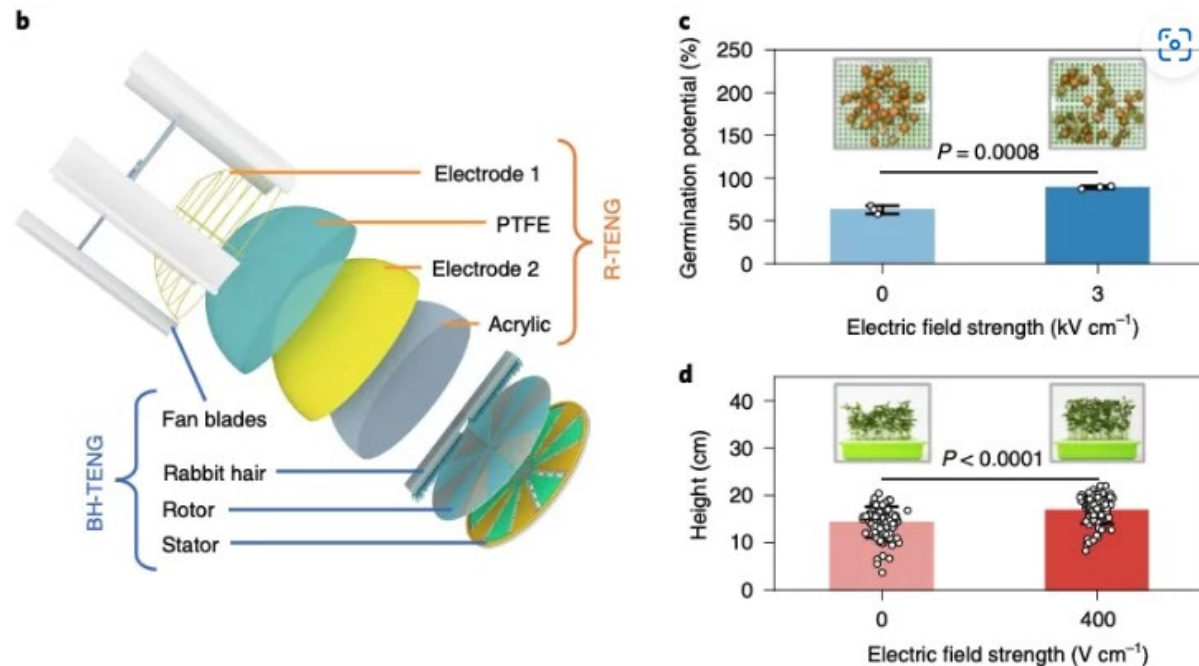 b
Electrode 1
PTFE
Electrode 2
Acrylic
R-TENG
Fan blades
Rabbit hair
Rotor
Stator
BH-TENG
c
Germination potential (%)
250
200
150
100
50
0
P = 0.0008
0 3
Electric field strength (kV cm⁻¹)
d
Height (cm)
40
30
20
10
0
P < 0.0001
0 400
Electric field strength (V cm⁻¹)